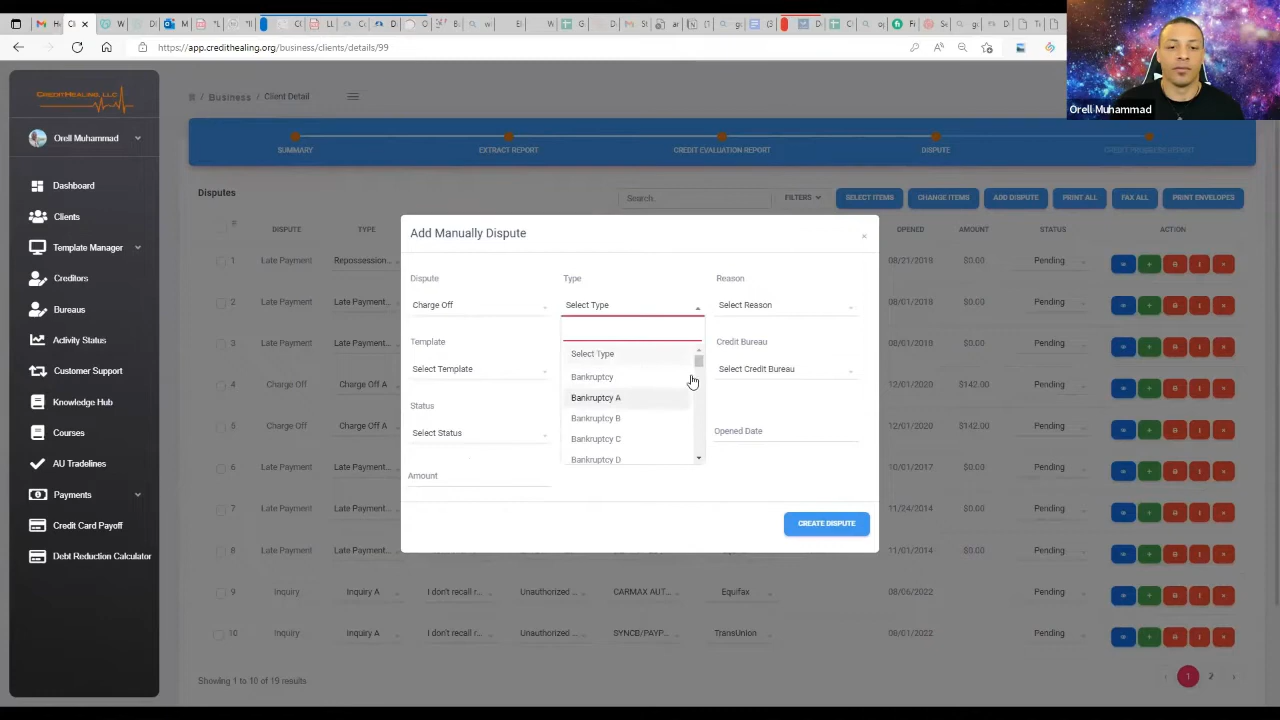 https://app.credithealing.org/business/clients/details/99
Orell Muhammad
CREDITHEALING, LLC
Orell Muhammad
Dashboard
Clients
Template Manager
Creditors
Bureaus
Activity Status
Customer Support
Knowledge Hub
Courses
AU Tradelines
Payments
Credit Card Payoff
Debt Reduction Calculator
/ Business / Client Detail
SUMMARY
EXTRACT REPORT
CREDIT EVALUATION REPORT
DISPUTE
CREDIT PROGRESS REPORT
Disputes
Search.
FILTERS
SELECT ITEMS
CHANGE ITEMS
ADD DISPUTE
PRINT ALL
FAX ALL
PRINT ENVELOPES
# DISPUTE TYPE OPENED AMOUNT STATUS ACTION
1 Late Payment Repossession... 08/21/2018 $0.00 Pending
2 Late Payment Late Payment... 08/01/2018 $0.00 Pending
3 Late Payment Late Payment... 08/01/2018 $0.00 Pending
4 Charge Off Charge Off A 12/01/2020 $142.00 Pending
5 Charge Off Charge Off A 12/01/2020 $142.00 Pending
6 Late Payment Late Payment... 10/01/2017 $0.00 Pending
7 Late Payment Late Payment... 11/24/2014 $0.00 Pending
8 Late Payment Late Payment... 11/01/2014 $0.00 Pending
9 Inquiry Inquiry A I don't recall r... Unauthorized ... CARMAX AUT... Equifax 08/06/2022 Pending
10 Inquiry Inquiry A I don't recall r... Unauthorized ... SYNCB/PAYP... TransUnion 08/01/2022 Pending
Showing 1 to 10 of 19 results
1 2
Add Manually Dispute
×
Dispute
Charge Off
Type
Select Type
Reason
Select Reason
Select Type
Bankruptcy
Bankruptcy A
Bankruptcy B
Bankruptcy C
Bankruptcy D
Template
Select Template
Credit Bureau
Select Credit Bureau
Status
Select Status
Opened Date
Amount
CREATE DISPUTE